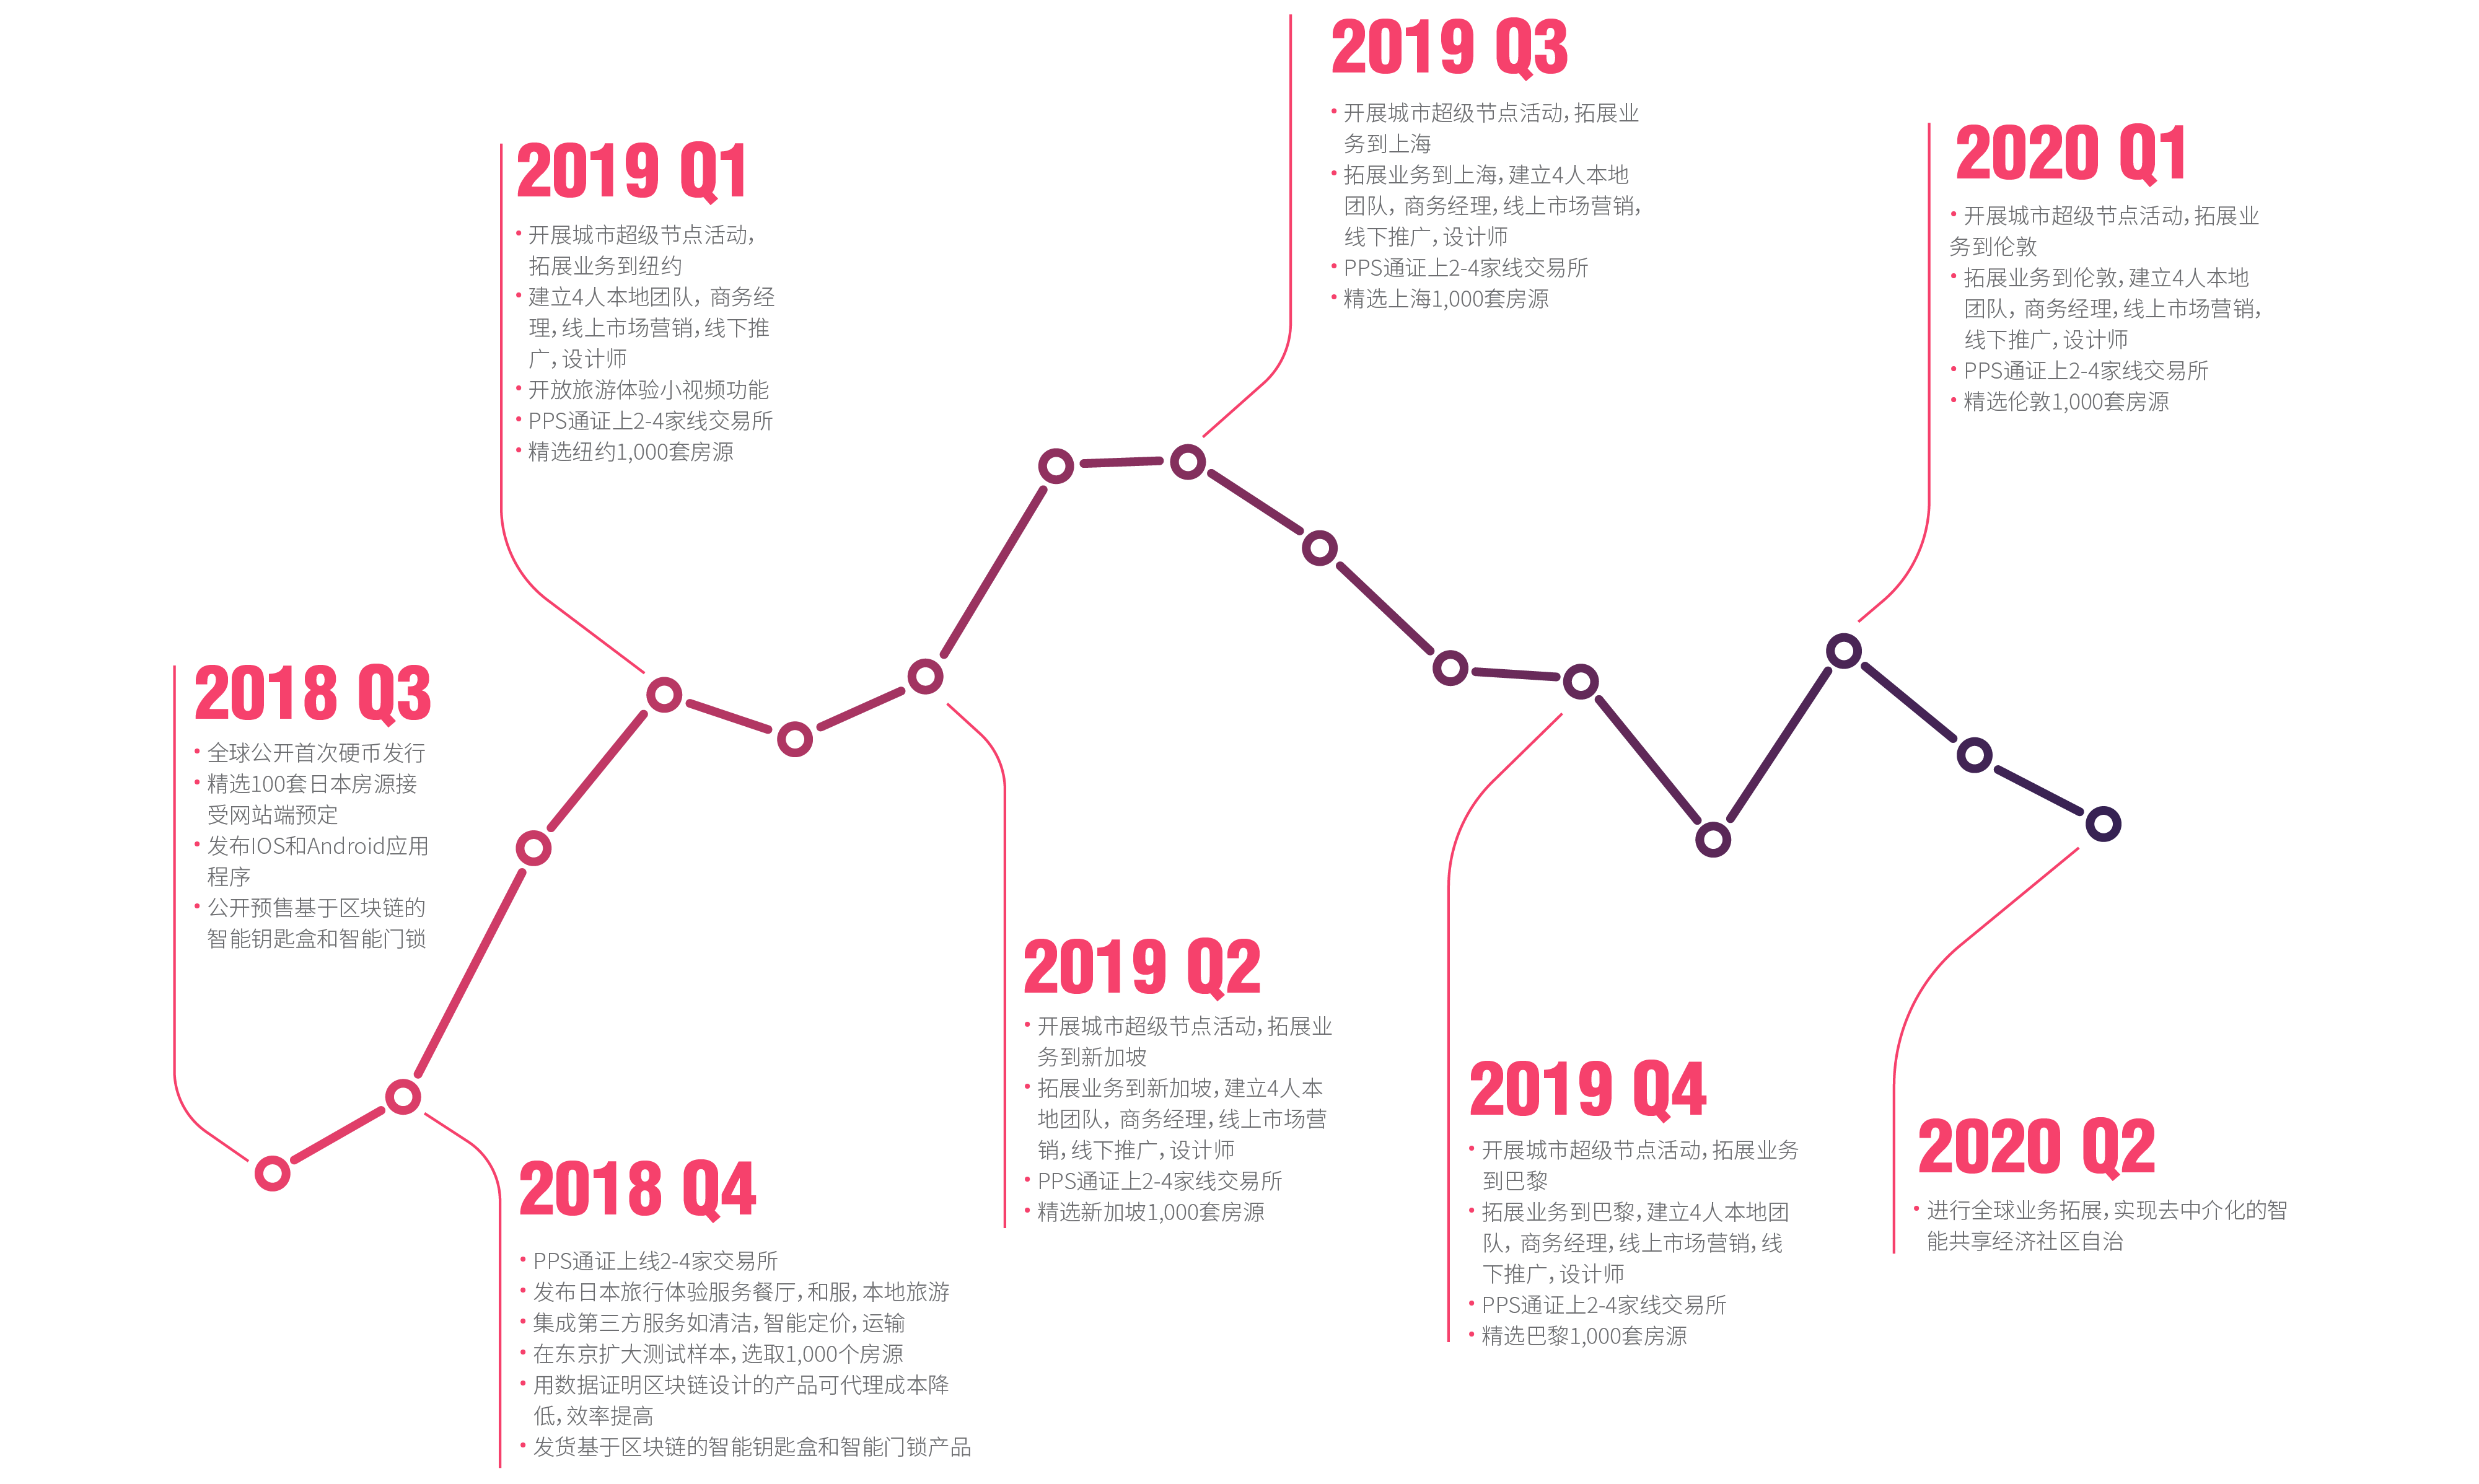 2018 Q3
• 全球公开首次硬币发行
• 精选100套日本房源接
受网站端预定
• 发布IOS和Android应用
程序
• 公开预售基于区块链的
智能钥匙盒和智能门锁
2018 Q4
• PPS通证上线2-4家交易所
• 发布日本旅行体验服务餐厅，和服，本地旅游
• 集成第三方服务如清洁，智能定价，运输
• 在东京扩大测试样本，选取1,000个房源
• 用数据证明区块链设计的产品可代理成本降
低，效率提高
• 发货基于区块链的智能钥匙盒和智能门锁产品
2019 Q1
• 开展城市超级节点活动，
拓展业务到纽约
• 建立4人本地团队， 商务经
理，线上市场营销，线下推
广，设计师
• 开放旅游体验小视频功能
• PPS通证上2-4家线交易所
• 精选纽约1,000套房源
2019 Q2
• 开展城市超级节点活动，拓展业
务到新加坡
• 拓展业务到新加坡，建立4人本
地团队， 商务经理，线上市场营
销，线下推广，设计师
• PPS通证上2-4家线交易所
• 精选新加坡1,000套房源
2019 Q3
• 开展城市超级节点活动，拓展业
务到上海
• 拓展业务到上海，建立4人本地
团队， 商务经理，线上市场营销，
线下推广，设计师
• PPS通证上2-4家线交易所
• 精选上海1,000套房源
2019 Q4
• 开展城市超级节点活动，拓展业务
到巴黎
• 拓展业务到巴黎，建立4人本地团
队， 商务经理，线上市场营销，线
下推广，设计师
• PPS通证上2-4家线交易所
• 精选巴黎1,000套房源
2020 Q1
• 开展城市超级节点活动，拓展业
务到伦敦
• 拓展业务到伦敦，建立4人本地
团队， 商务经理，线上市场营销，
线下推广，设计师
• PPS通证上2-4家线交易所
• 精选伦敦1,000套房源
2020 Q2
• 进行全球业务拓展，实现去中介化的智
能共享经济社区自治